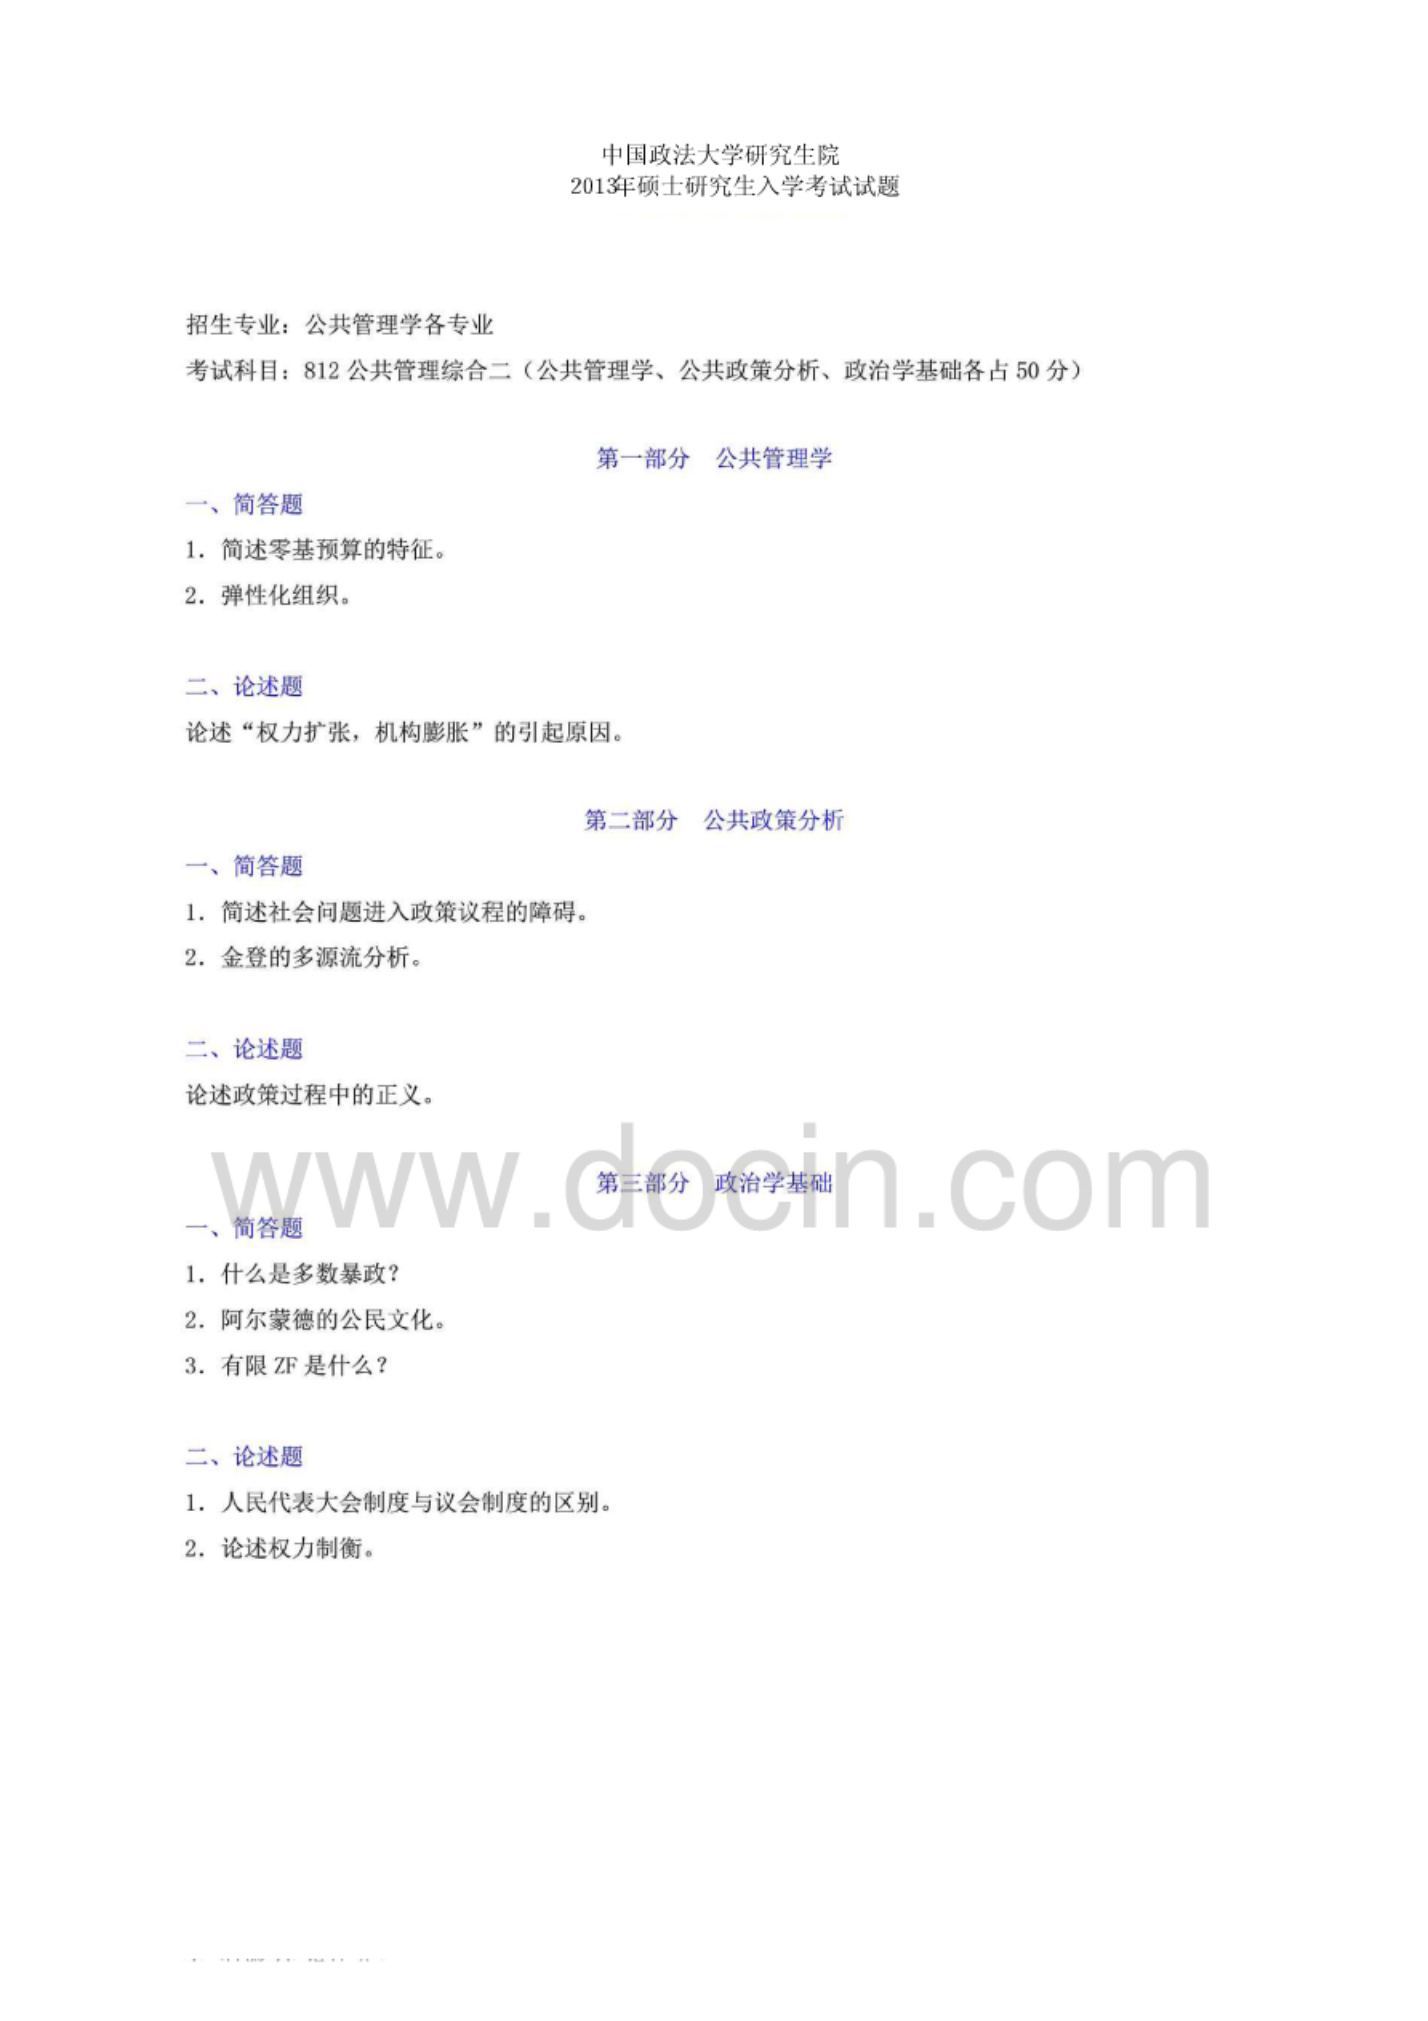 中国政法大学研究生院
2013年硕士研究生入学考试试题
招生专业：公共管理学各专业
考试科目：812 公共管理综合二（公共管理学、公共政策分析、政治学基础各占 50 分）
第一部分　公共管理学
一、简答题
1．简述零基预算的特征。
2．弹性化组织。
二、论述题
论述“权力扩张，机构膨胀”的引起原因。
第二部分　公共政策分析
一、简答题
1．简述社会问题进入政策议程的障碍。
2．金登的多源流分析。
二、论述题
论述政策过程中的正义。
www.docin.com
第三部分　政治学基础
一、简答题
1．什么是多数暴政？
2．阿尔蒙德的公民文化。
3．有限 ZF 是什么？
二、论述题
1．人民代表大会制度与议会制度的区别。
2．论述权力制衡。